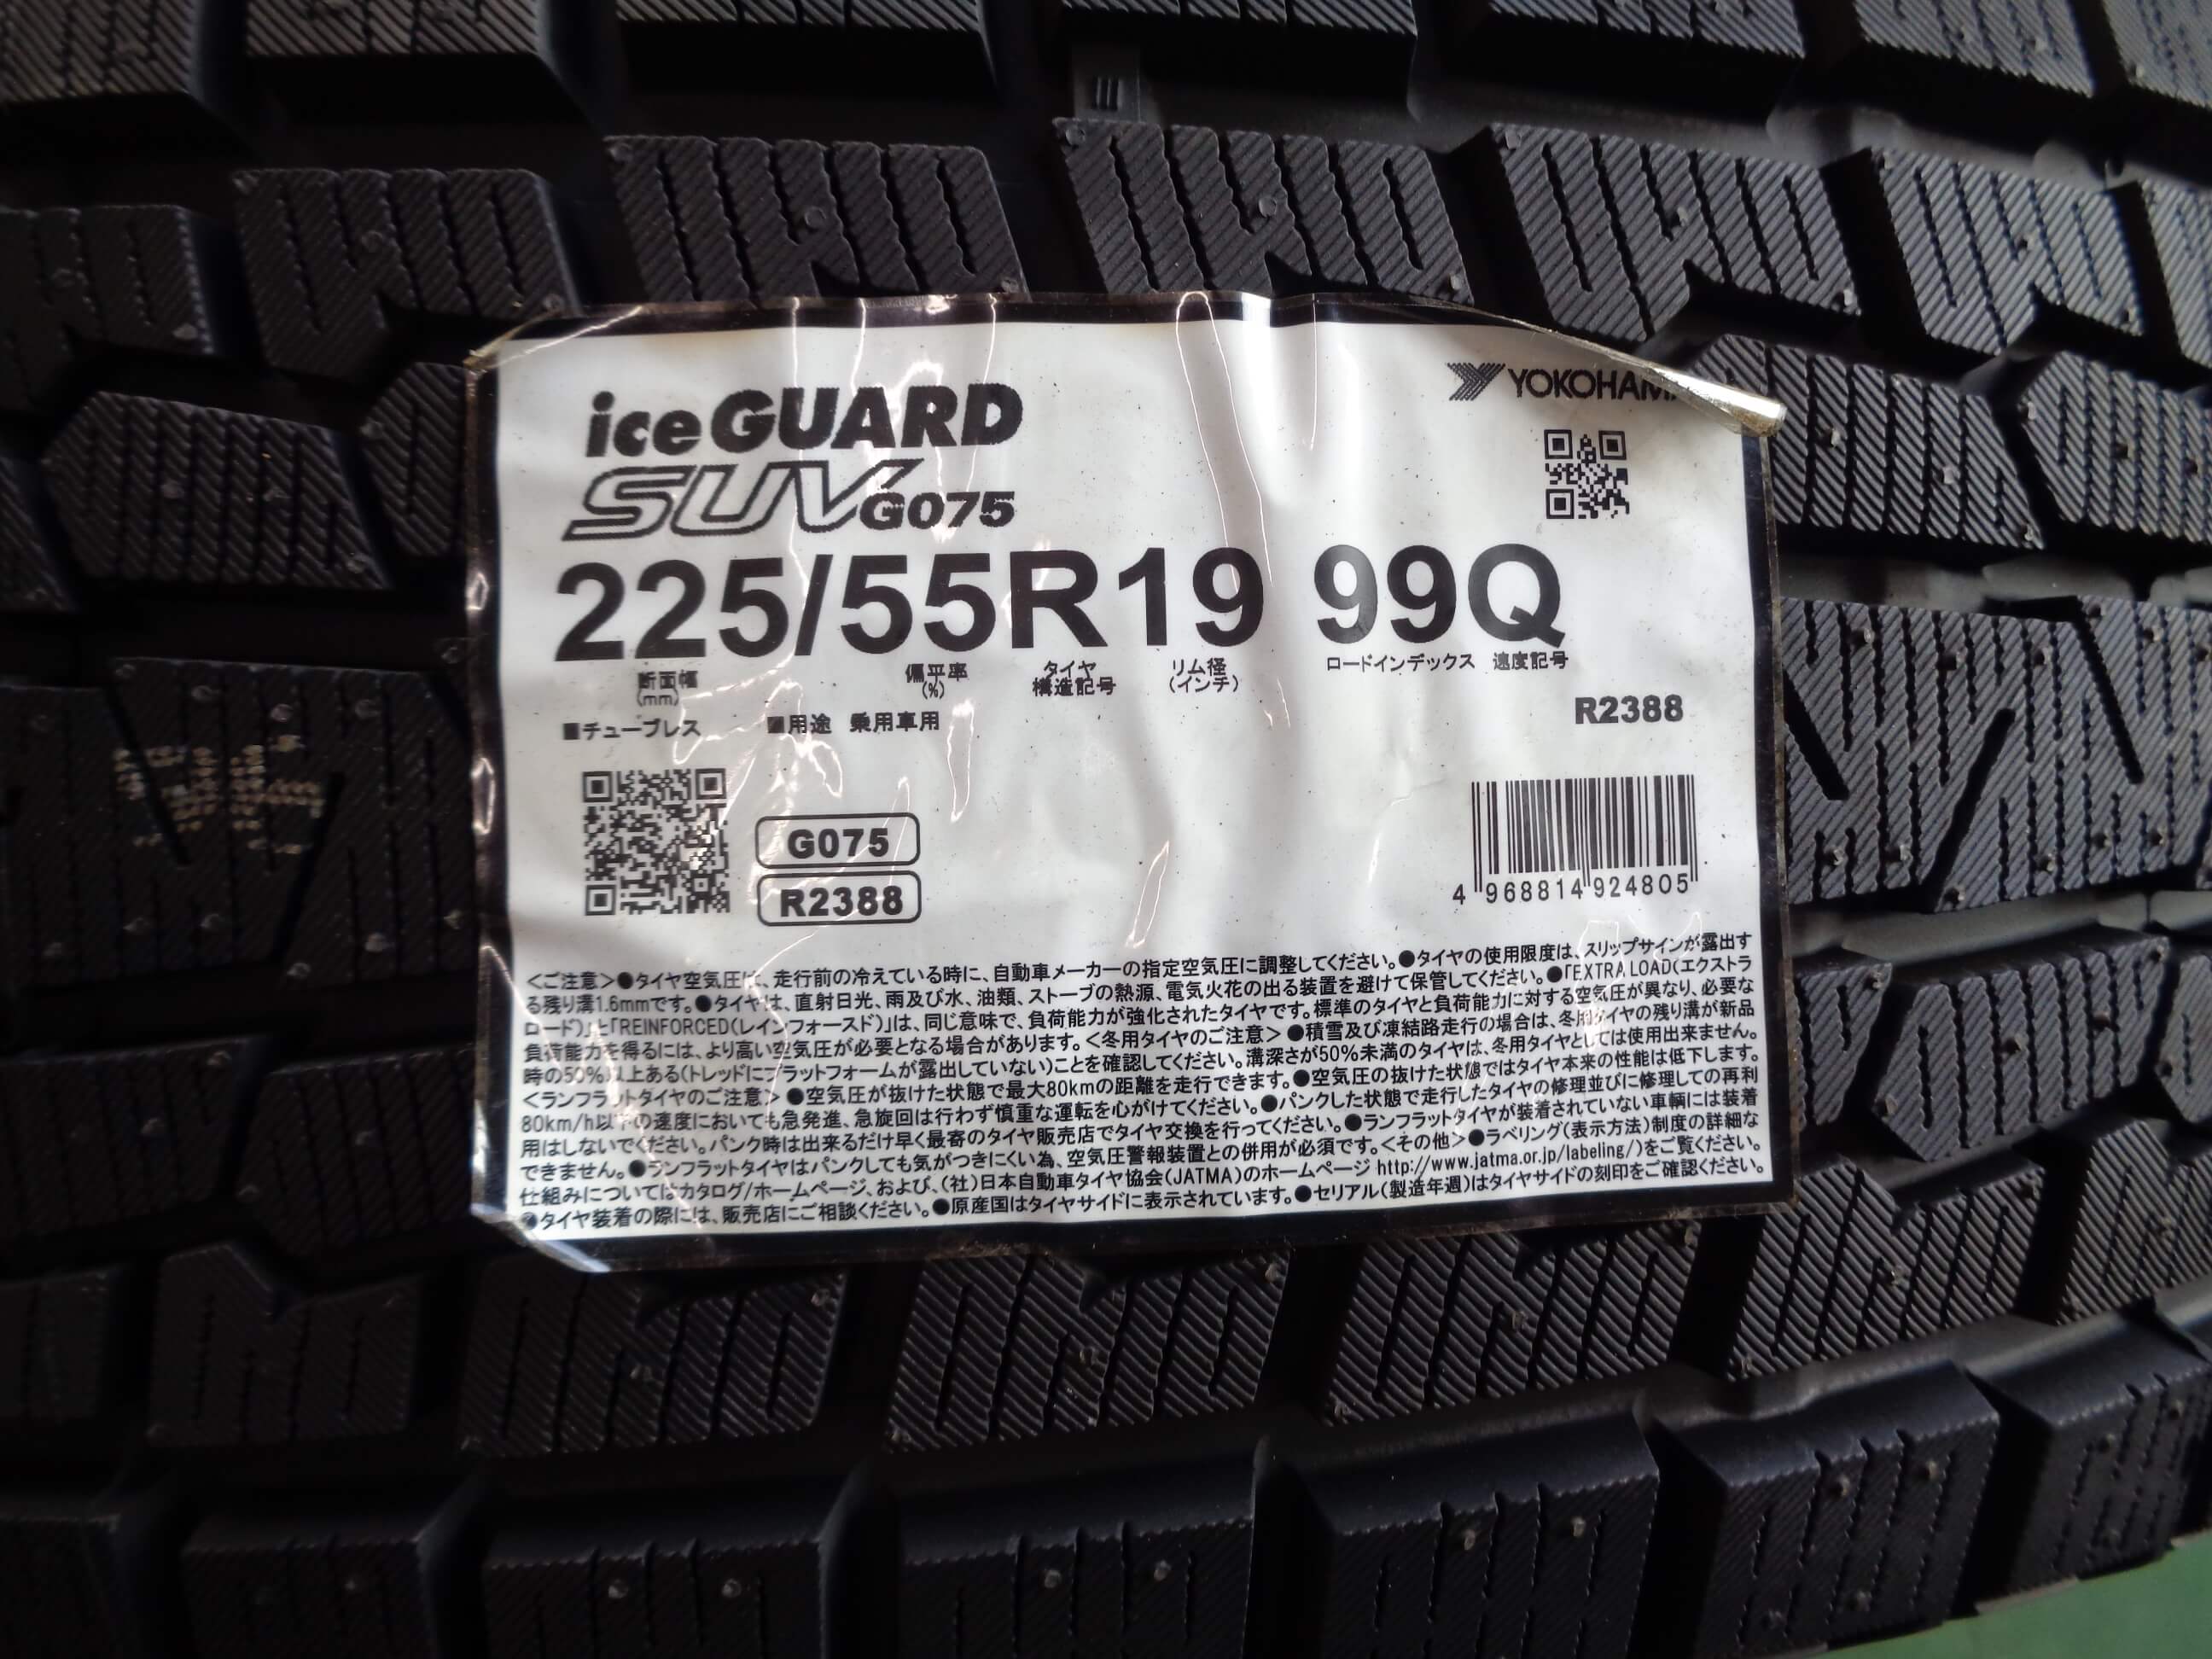 iceGUARD
SUV G075
YOKOHAM
225/55R19 99Q
断面幅
(mm)
偏平率
(%)
タイヤ
構造記号
リム径
(インチ)
ロードインデックス 速度記号
■チューブレス ■用途 乗用車用
R2388
G075
R2388
4 968814 924805
<ご注意>●タイヤ空気圧は、走行前の冷えている時に、自動車メーカーの指定空気圧に調整してください。●タイヤの使用限度は、スリップサインが露出す
る残り溝1.6mmです。●タイヤは、直射日光、雨及び水、油類、ストーブの熱源、電気火花の出る装置を避けて保管してください。●「EXTRA LOAD(エクストラ
ロード)」と「REINFORCED(レインフォースド)」は、同じ意味で、負荷能力が強化されたタイヤです。標準のタイヤと負荷能力に対する空気圧が異なり、必要な
負荷能力を得るには、より高い空気圧が必要となる場合があります。<冬用タイヤのご注意>●積雪及び凍結路走行の場合は、冬用タイヤの残り溝が新品
時の50%以上ある(トレッドにプラットフォームが露出していない)ことを確認してください。溝深さが50%未満のタイヤは、冬用タイヤとしては使用出来ません。
<ランフラットタイヤのご注意>●空気圧が抜けた状態で最大80kmの距離を走行できます。●空気圧の抜けた状態ではタイヤ本来の性能は低下します。
80km/h以下の速度においても急発進、急旋回は行わず慎重な運転を心がけてください。●パンクした状態で走行したタイヤの修理並びに修理しての再利
用はしないでください。パンク時は出来るだけ早く最寄のタイヤ販売店でタイヤ交換を行ってください。●ランフラットタイヤが装着されていない車輌には装着
できません。●ランフラットタイヤはパンクしても気がつきにくい為、空気圧警報装置との併用が必須です。<その他>●ラベリング(表示方法)制度の詳細な
仕組みについてはカタログ/ホームページ、および、(社)日本自動車タイヤ協会(JATMA)のホームページ http://www.jatma.or.jp/labeling/)をご覧ください。
●タイヤ装着の際には、販売店にご相談ください。●原産国はタイヤサイドに表示されています。●セリアル(製造年週)はタイヤサイドの刻印をご確認ください。